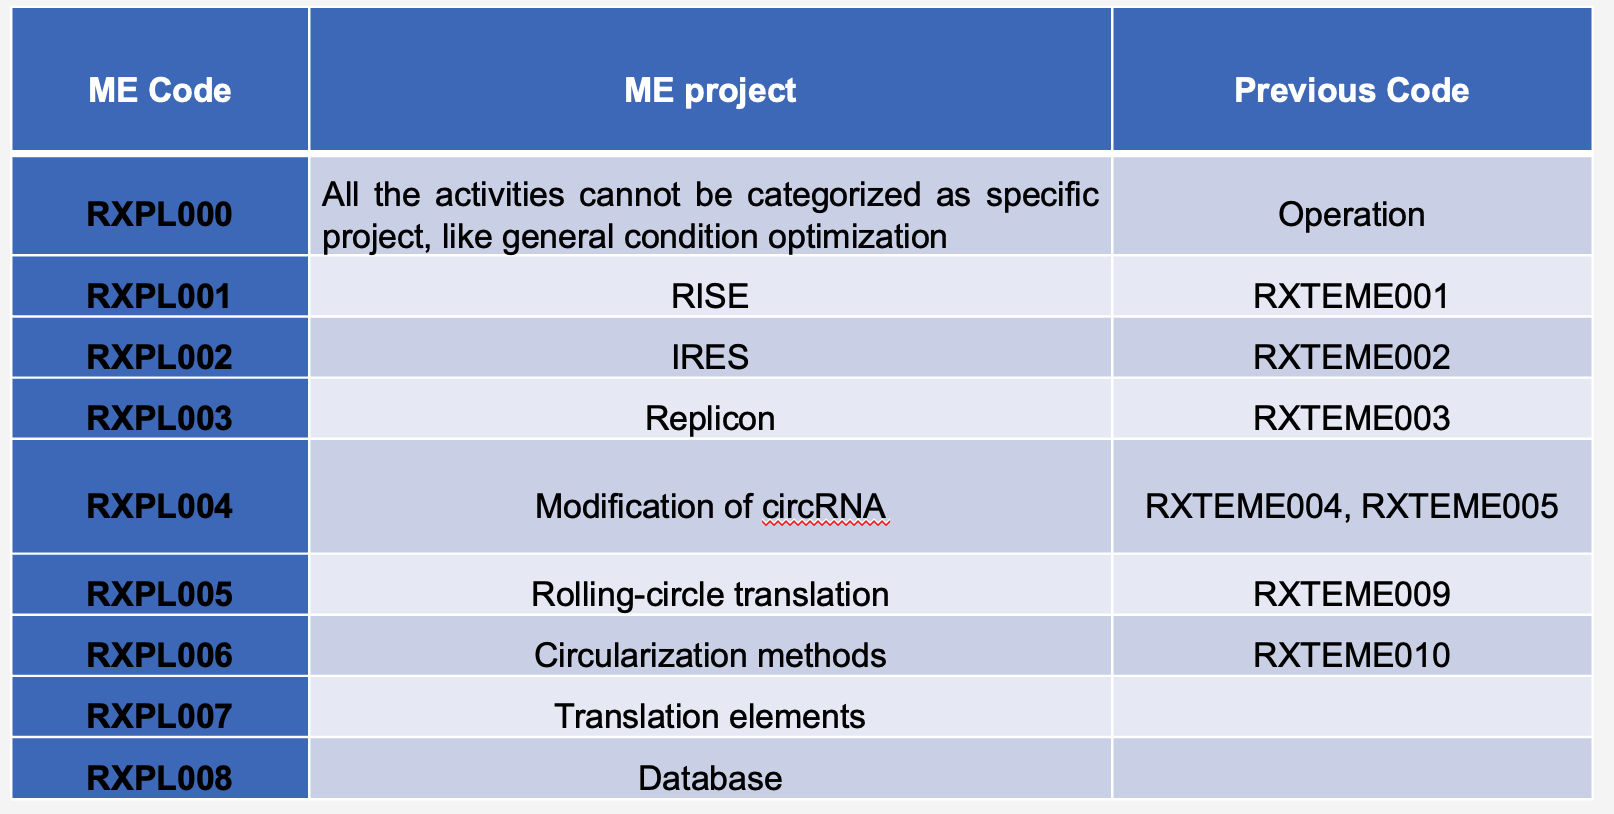 ME Code ME project Previous Code
RXPL000 All the activities cannot be categorized as specific
project, like general condition optimization Operation
RXPL001 RISE RXTEME001
RXPL002 IRES RXTEME002
RXPL003 Replicon RXTEME003
RXPL004 Modification of circRNA RXTEME004, RXTEME005
RXPL005 Rolling-circle translation RXTEME009
RXPL006 Circularization methods RXTEME010
RXPL007 Translation elements
RXPL008 Database